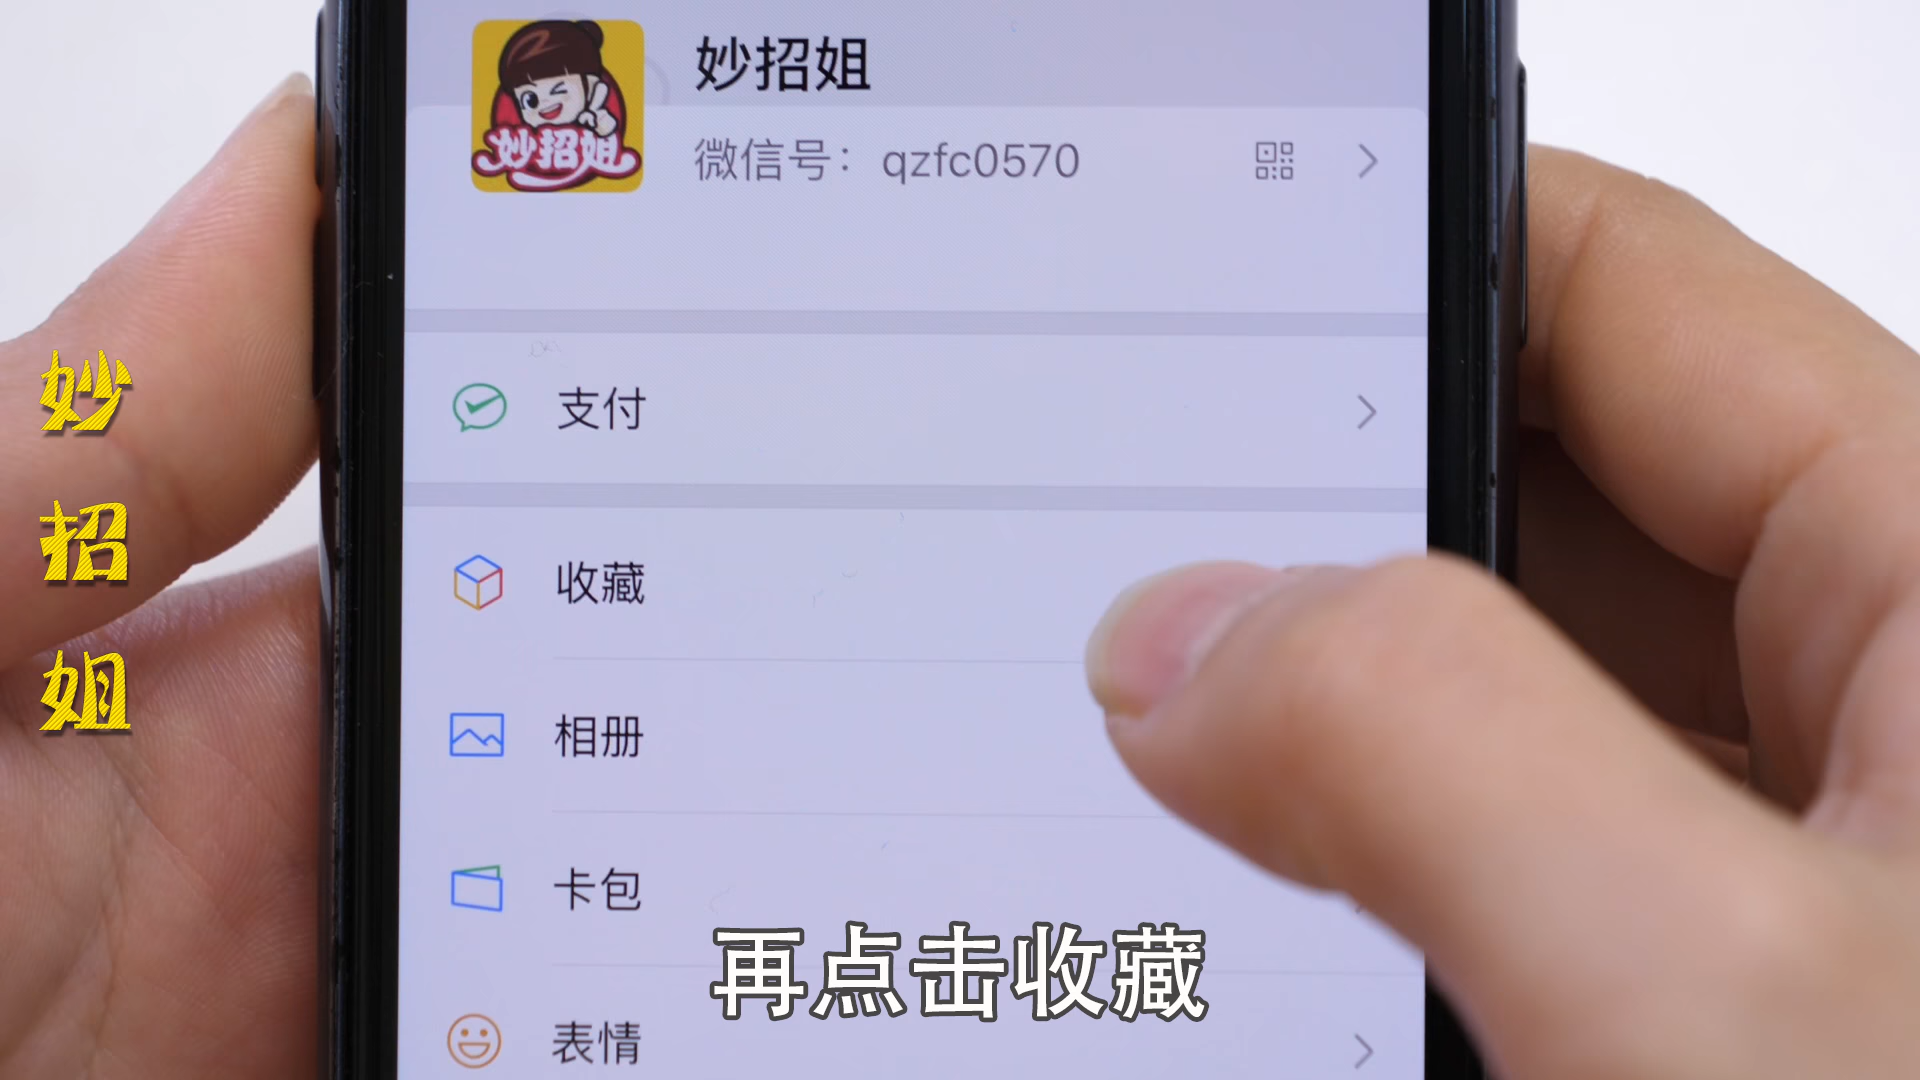 妙招姐
妙招姐
微信号：qzfc0570
支付
收藏
相册
卡包
表情
妙招姐
再点击收藏